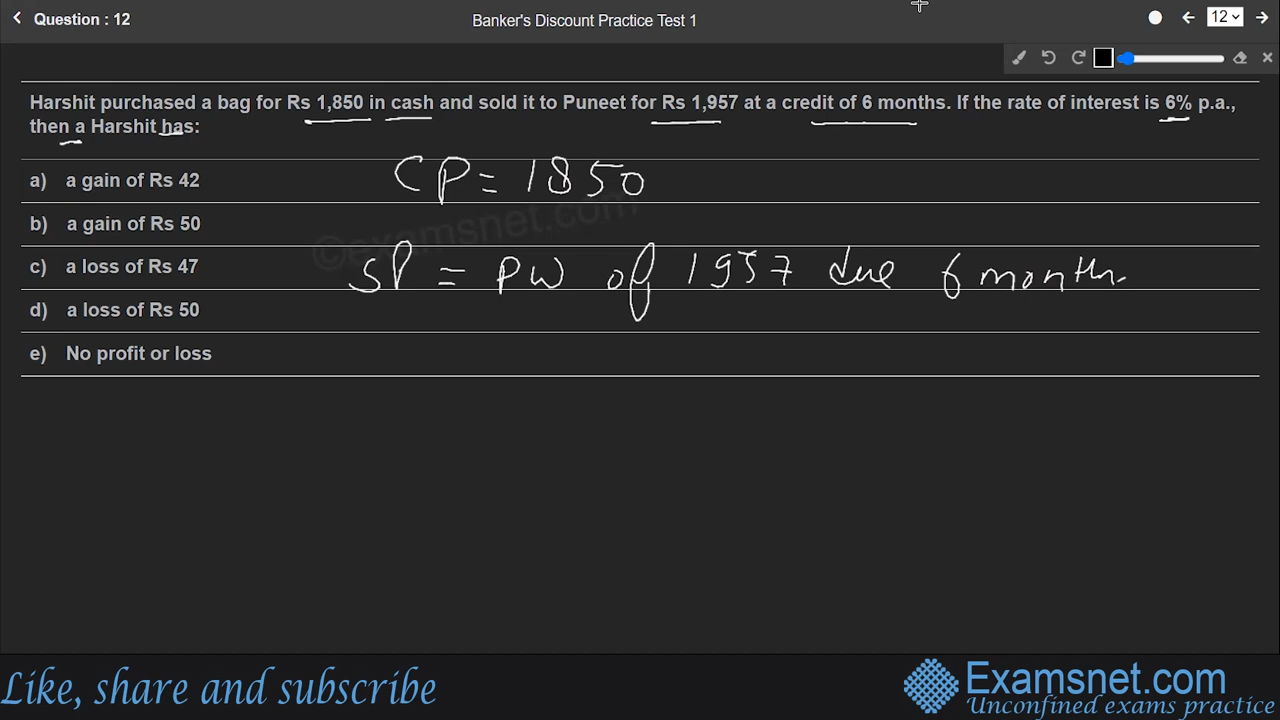 Question : 12
Banker's Discount Practice Test 1
12
Harshit purchased a bag for Rs 1,850 in cash and sold it to Puneet for Rs 1,957 at a credit of 6 months. If the rate of interest is 6% p.a.,
then a Harshit has:
a) a gain of Rs 42
CP = 1850
b) a gain of Rs 50
©examsnet.com
c) a loss of Rs 47
SP = PW of 1957 due 6 months
d) a loss of Rs 50
e) No profit or loss
Like, share and subscribe
Examsnet.com
Unconfined exams practice